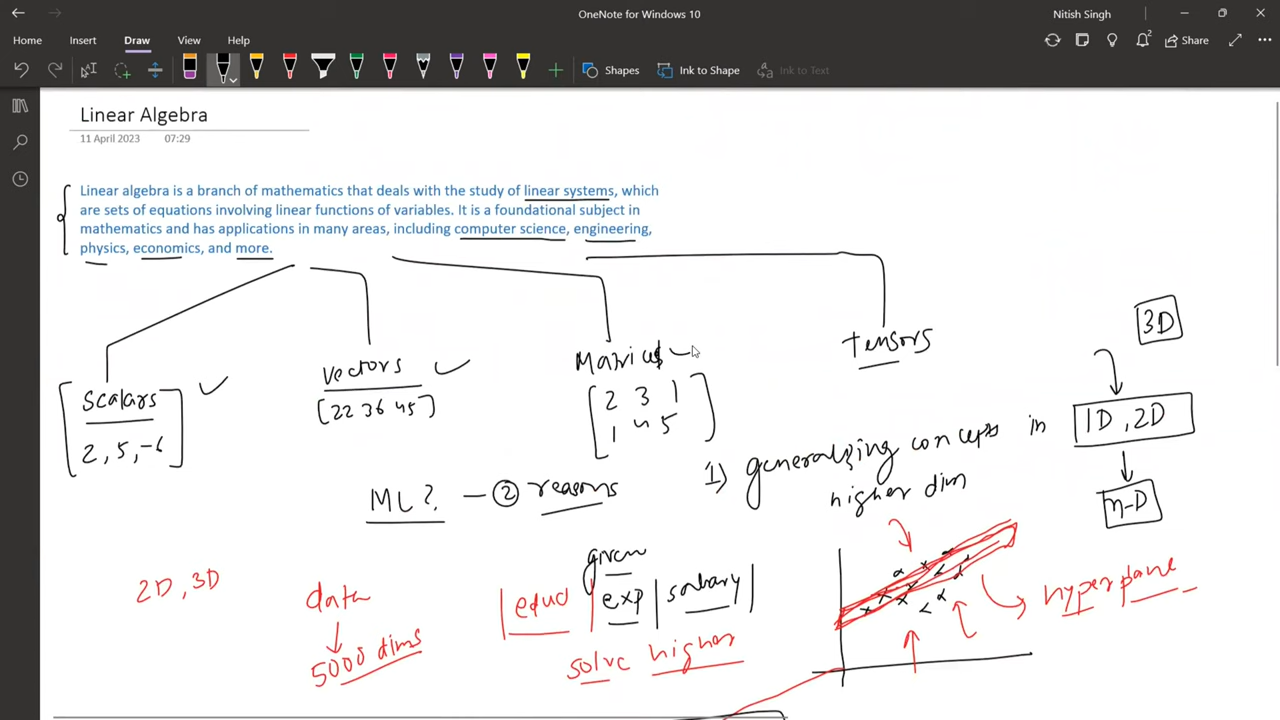 OneNote for Windows 10
Nitish Singh
Home Insert Draw View Help
Share
Shapes Ink to Shape Ink to Text
Linear Algebra
11 April 2023 07:29
Linear algebra is a branch of mathematics that deals with the study of linear systems, which
are sets of equations involving linear functions of variables. It is a foundational subject in
mathematics and has applications in many areas, including computer science, engineering,
physics, economics, and more.
Scalars
2, 5, -6
vectors
[22 36 45]
Matrices
2 3 1
1 4 5
tensors
3D
1D, 2D
n-D
ML? - 2 reasons
1) generalizing concepts in
higher dim
2D, 3D
data
5000 dims
given
educ | exp | salary |
solve higher
hyperplane